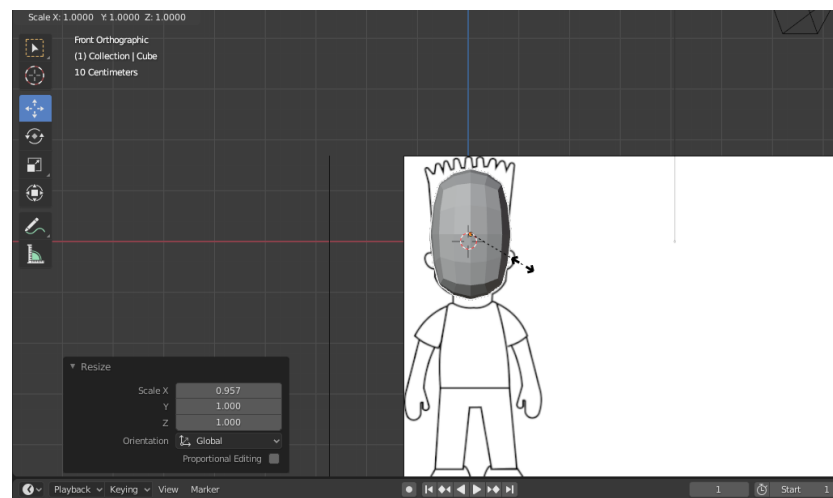 Scale X: 1.0000 Y: 1.0000 Z: 1.0000
Front Orthographic
(1) Collection | Cube
10 Centimeters
Resize
Scale X 0.957
Y 1.000
Z 1.000
Orientation Global
Proportional Editing
Playback Keying View Marker 1 Start 1